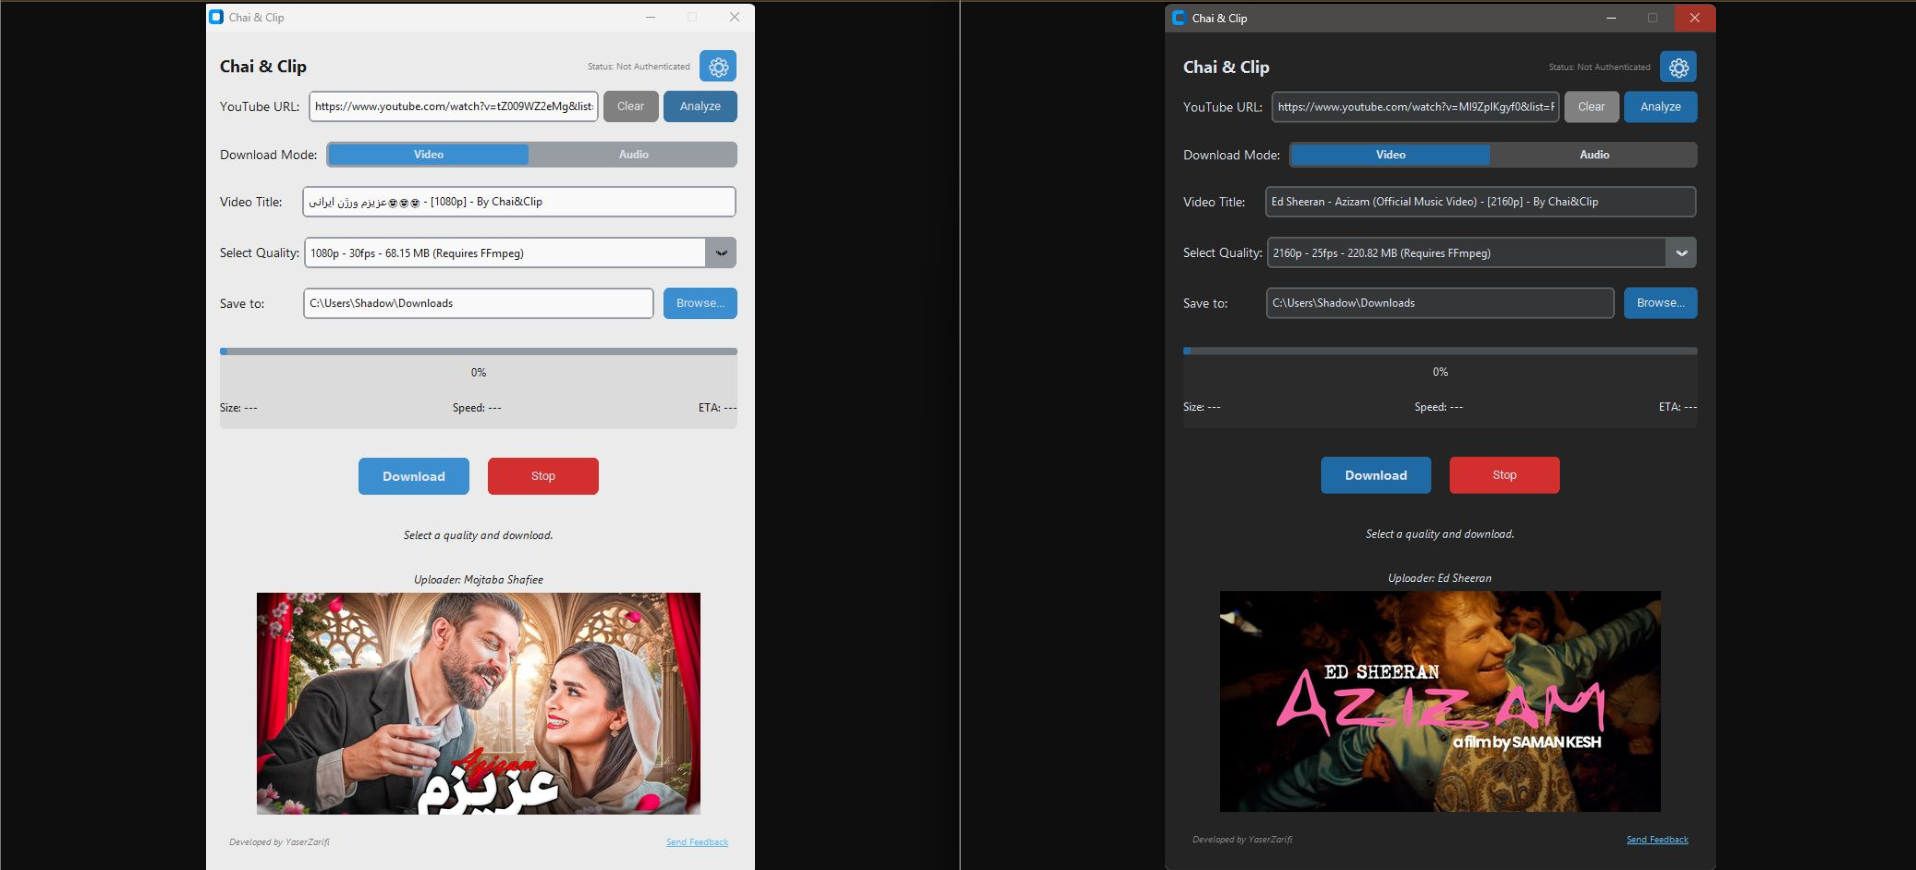 Chai & Clip
Chai & Clip
Status: Not Authenticated
YouTube URL:
https://www.youtube.com/watch?v=tZ009WZ2eMg&list=
Clear
Analyze
Download Mode:
Video
Audio
Video Title:
عزیزم ورژن ایرانی😍😍😍 - [1080p] - By Chai&Clip
Select Quality:
1080p - 30fps - 68.15 MB (Requires FFmpeg)
Save to:
C:\Users\Shadow\Downloads
Browse...
0%
Size: ---
Speed: ---
ETA: ---
Download
Stop
Select a quality and download.
Uploader: Mojtaba Shafiee
Azizam
عزیزم
Developed by YaserZarifi
Send Feedback
Chai & Clip
Chai & Clip
Status: Not Authenticated
YouTube URL:
https://www.youtube.com/watch?v=MI9ZplKgyf0&list=F
Clear
Analyze
Download Mode:
Video
Audio
Video Title:
Ed Sheeran - Azizam (Official Music Video) - [2160p] - By Chai&Clip
Select Quality:
2160p - 25fps - 220.82 MB (Requires FFmpeg)
Save to:
C:\Users\Shadow\Downloads
Browse...
0%
Size: ---
Speed: ---
ETA: ---
Download
Stop
Select a quality and download.
Uploader: Ed Sheeran
ED SHEERAN
AZIZAM
a film by SAMAN KESH
Developed by YaserZarifi
Send Feedback